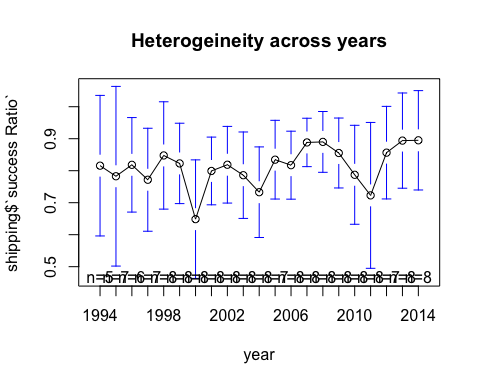 Heterogeineity across years
shipping$`success Ratio`
0.9
0.7
0.5
1994 1998 2002 2006 2010 2014
year